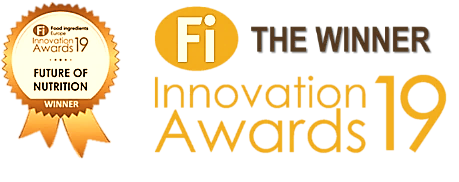 Fi Food ingredients
Europe
Innovation
Awards 19
FUTURE OF
NUTRITION
WINNER
Fi THE WINNER
Innovation
Awards 19